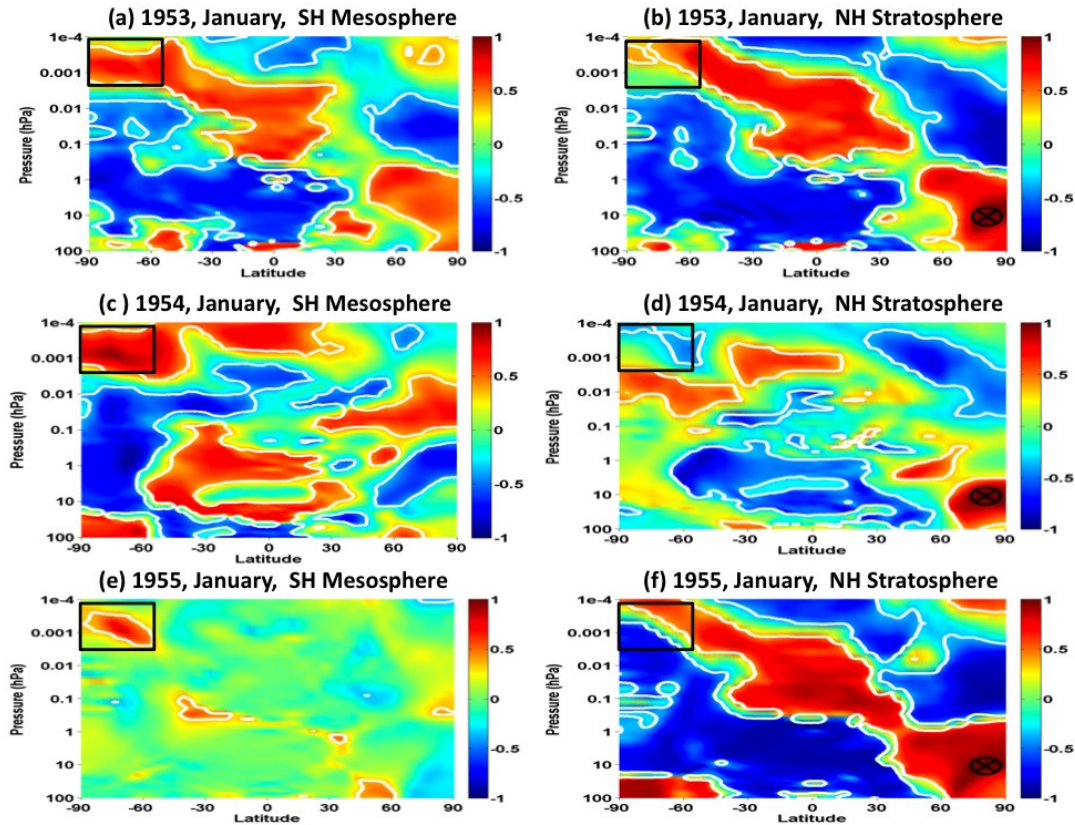 (a) 1953, January, SH Mesosphere
1e-4
0.001
0.01
0.1
1
10
100
Pressure (hPa)
-90 -60 -30 0 30 60 90
Latitude
1
0.5
0
-0.5
-1
(b) 1953, January, NH Stratosphere
1e-4
0.001
0.01
0.1
1
10
100
Pressure (hPa)
-90 -60 -30 0 30 60 90
Latitude
1
0.5
0
-0.5
-1
(c ) 1954, January, SH Mesosphere
1e-4
0.001
0.01
0.1
1
10
100
Pressure (hPa)
-90 -60 -30 0 30 60 90
Latitude
1
0.5
0
-0.5
-1
(d) 1954, January, NH Stratosphere
1e-4
0.001
0.01
0.1
1
10
100
Pressure (hPa)
-90 -60 -30 0 30 60 90
Latitude
1
0.5
0
-0.5
-1
(e) 1955, January, SH Mesosphere
1e-4
0.001
0.01
0.1
1
10
100
Pressure (hPa)
-90 -60 -30 0 30 60 90
Latitude
1
0.5
0
-0.5
-1
(f) 1955, January, NH Stratosphere
1e-4
0.001
0.01
0.1
1
10
100
Pressure (hPa)
-90 -60 -30 0 30 60 90
Latitude
1
0.5
0
-0.5
-1